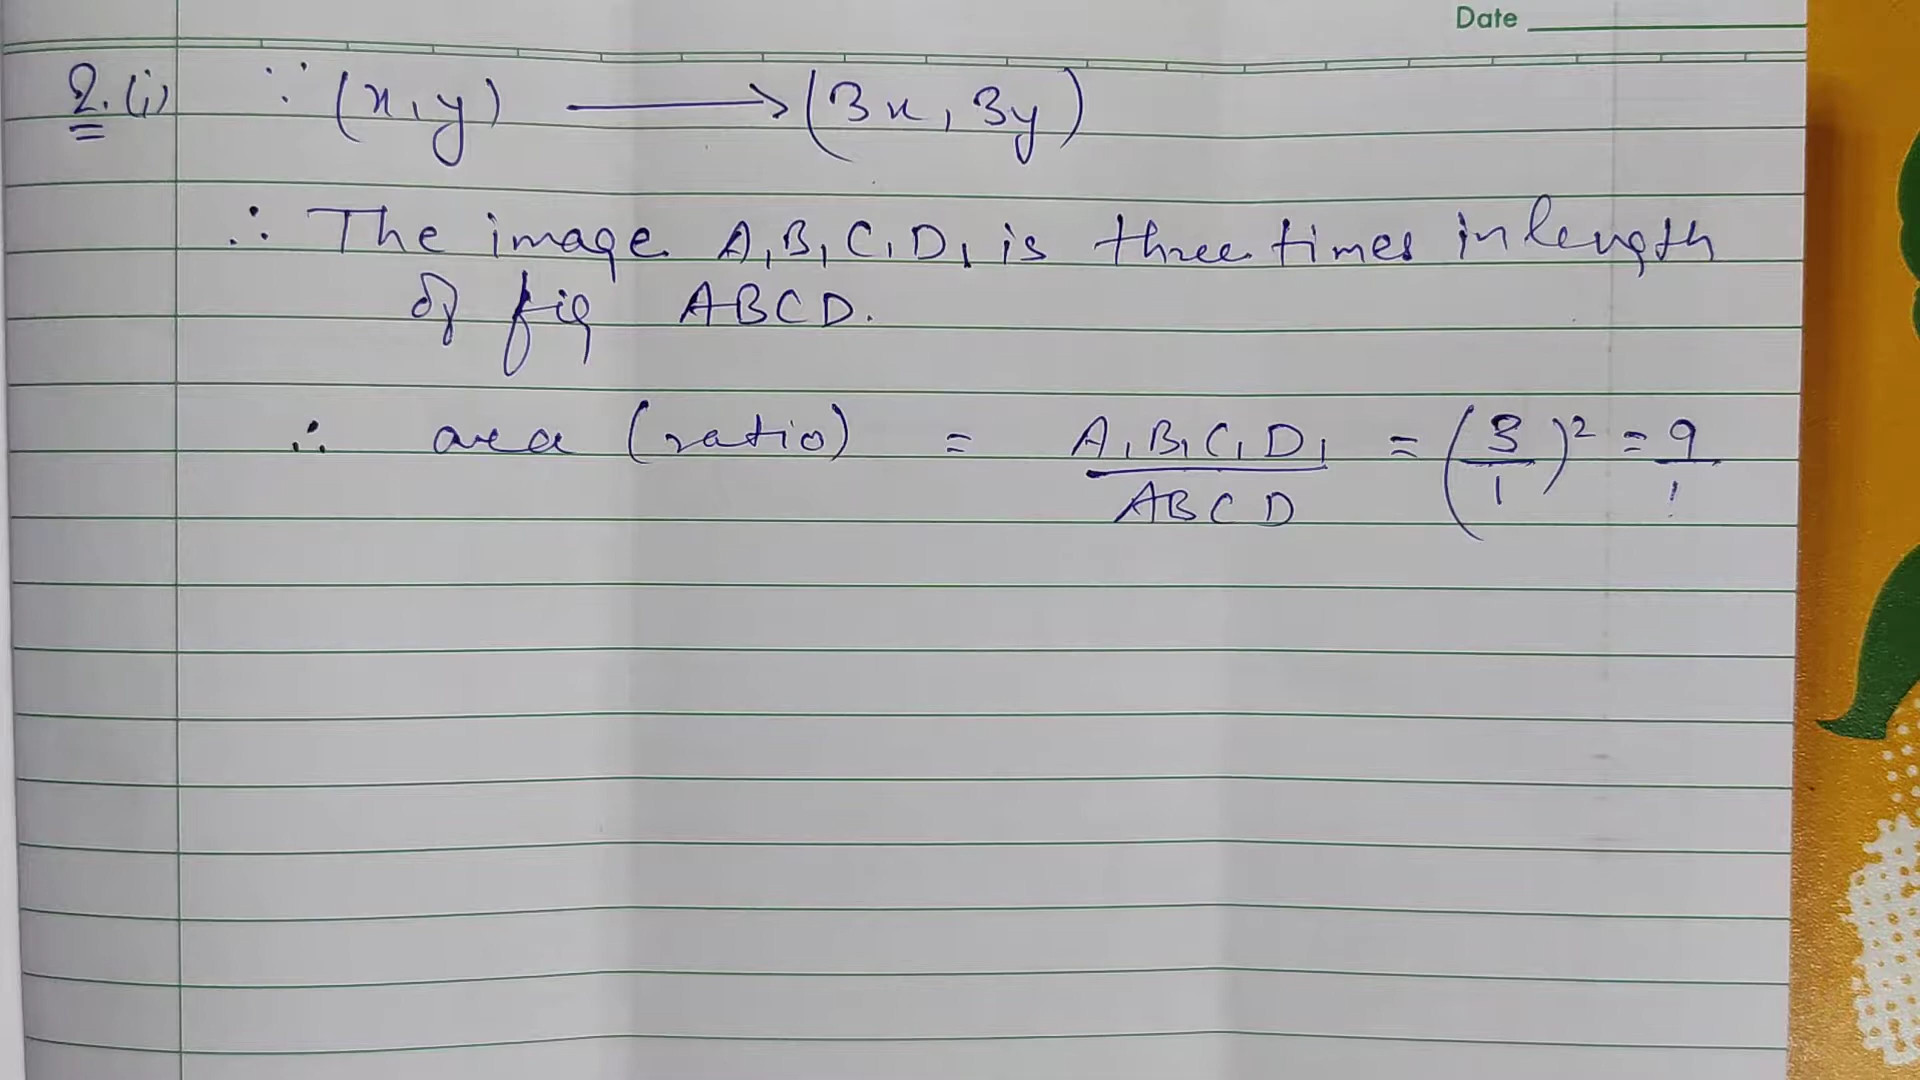 Date
2. (i) ∵ (x, y) ⟶ (3x, 3y)
∴ The image A₁B₁C₁D₁ is three times in length
of fig ABCD.
∴ area (ratio) = A₁B₁C₁D₁ / ABCD = (3/1)² = 9/1